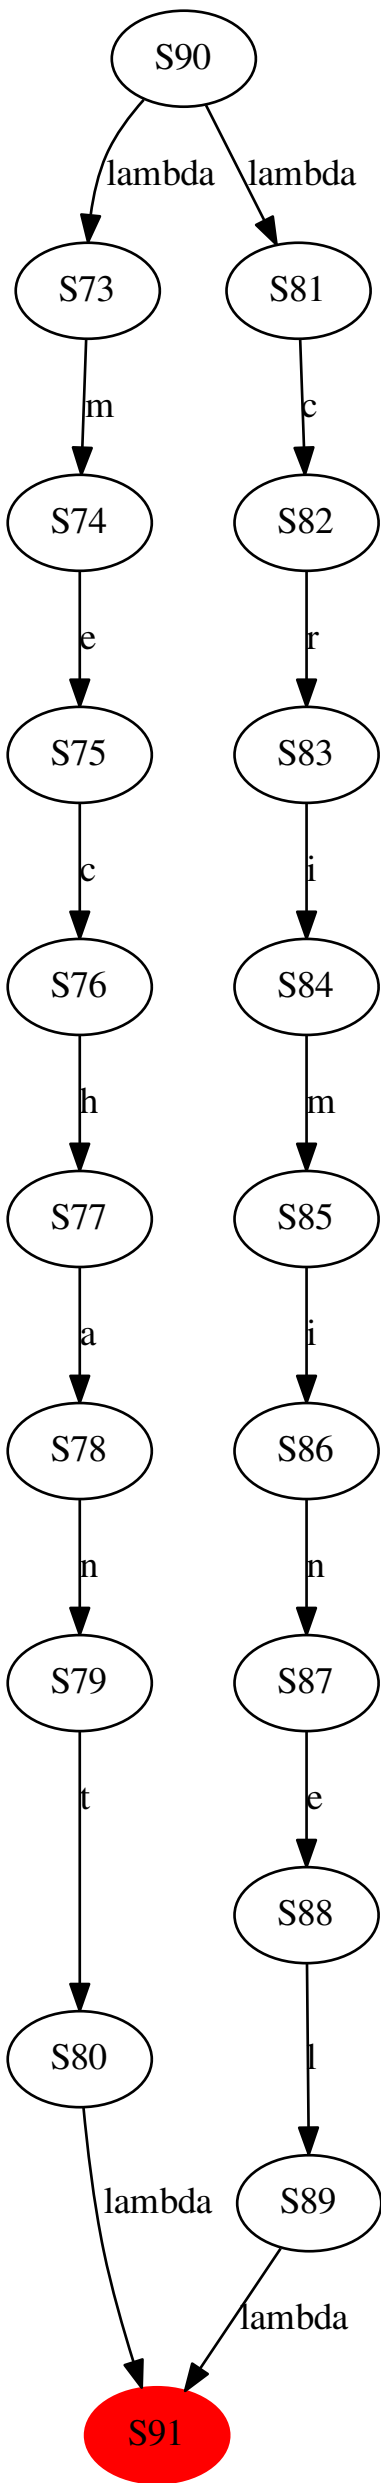 S90
lambda lambda
S73 S81
m c
S74 S82
e r
S75 S83
c i
S76 S84
h m
S77 S85
a i
S78 S86
n n
S79 S87
t e
S88
S80 l
S89
lambda
lambda
S91